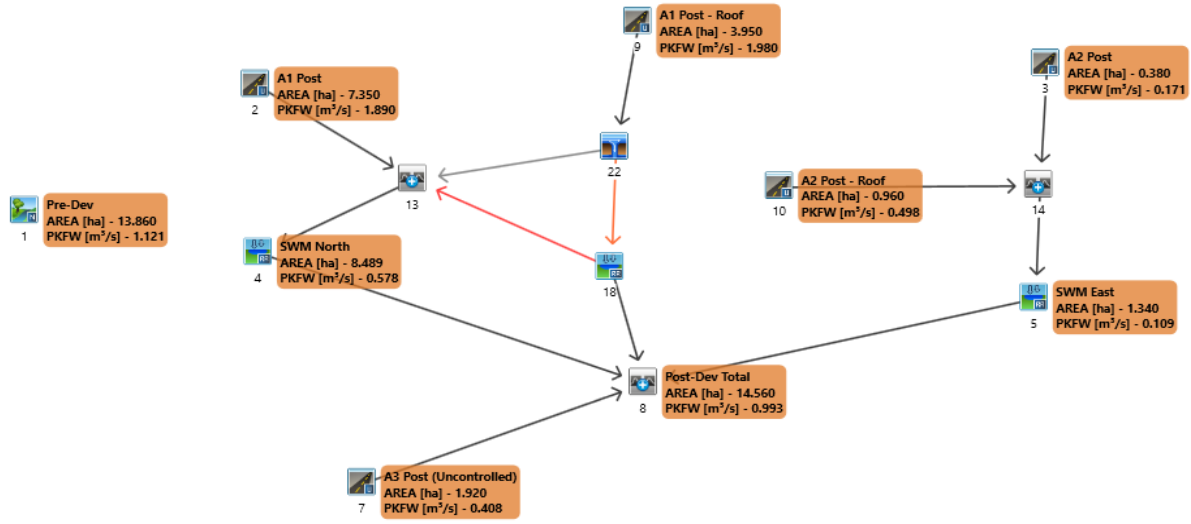 A1 Post - Roof
AREA [ha] - 3.950
PKFW [m³/s] - 1.980
9
A2 Post
AREA [ha] - 0.380
PKFW [m³/s] - 0.171
3
A1 Post
AREA [ha] - 7.350
PKFW [m³/s] - 1.890
2
22
13
A2 Post - Roof
AREA [ha] - 0.960
PKFW [m³/s] - 0.498
10
14
Pre-Dev
AREA [ha] - 13.860
PKFW [m³/s] - 1.121
1
SWM North
AREA [ha] - 8.489
PKFW [m³/s] - 0.578
4
18
SWM East
AREA [ha] - 1.340
PKFW [m³/s] - 0.109
5
Post-Dev Total
AREA [ha] - 14.560
PKFW [m³/s] - 0.993
8
A3 Post (Uncontrolled)
AREA [ha] - 1.920
PKFW [m³/s] - 0.408
7